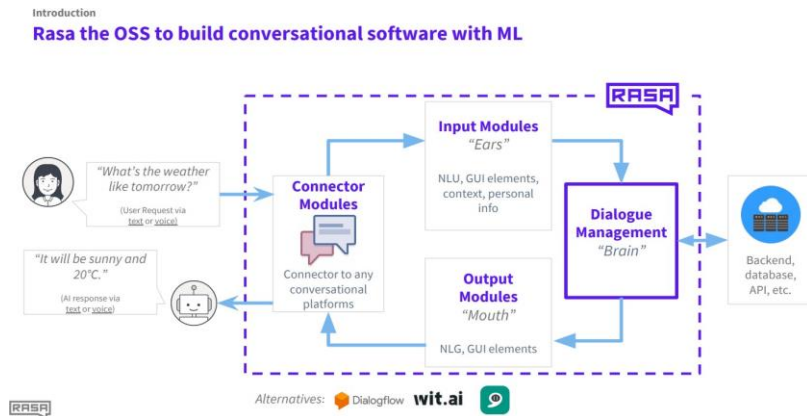 Introduction
Rasa the OSS to build conversational software with ML
RASA
"What's the weather
like tomorrow?"
(User Request via
text or voice)
"It will be sunny and
20°C."
(AI response via
text or voice)
Connector
Modules
Connector to any
conversational
platforms
Input Modules
"Ears"
NLU, GUI elements,
context, personal
info
Dialogue
Management
"Brain"
Output
Modules
"Mouth"
NLG, GUI elements
Backend,
database,
API, etc.
Alternatives: Dialogflow wit.ai
RASA